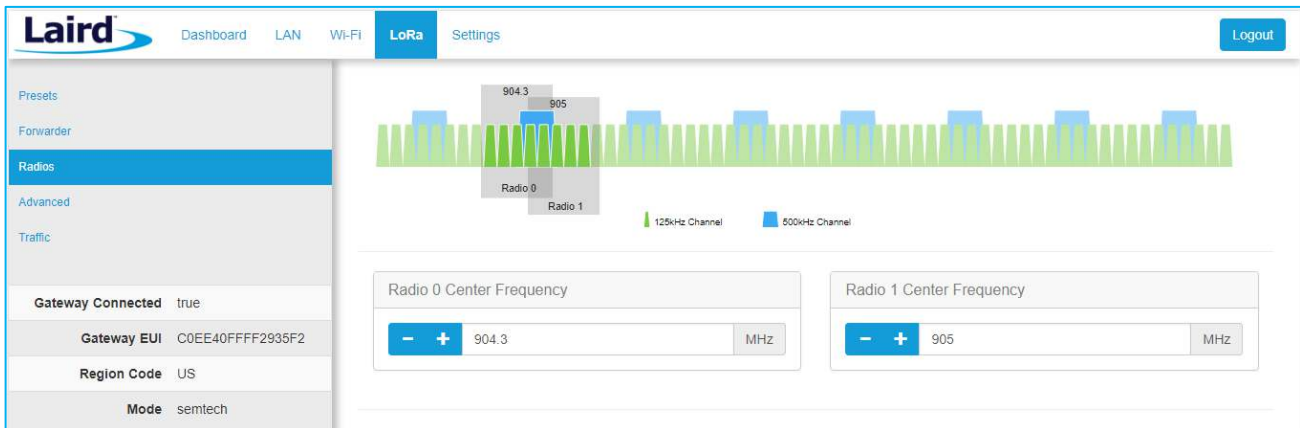 Laird™
Dashboard LAN Wi-Fi LoRa Settings Logout
Presets
Forwarder
Radios
Advanced
Traffic
Gateway Connected true
Gateway EUI C0EE40FFFF2935F2
Region Code US
Mode semtech
904.3
905
Radio 0
Radio 1
125kHz Channel 500kHz Channel
Radio 0 Center Frequency Radio 1 Center Frequency
− + 904.3 MHz − + 905 MHz